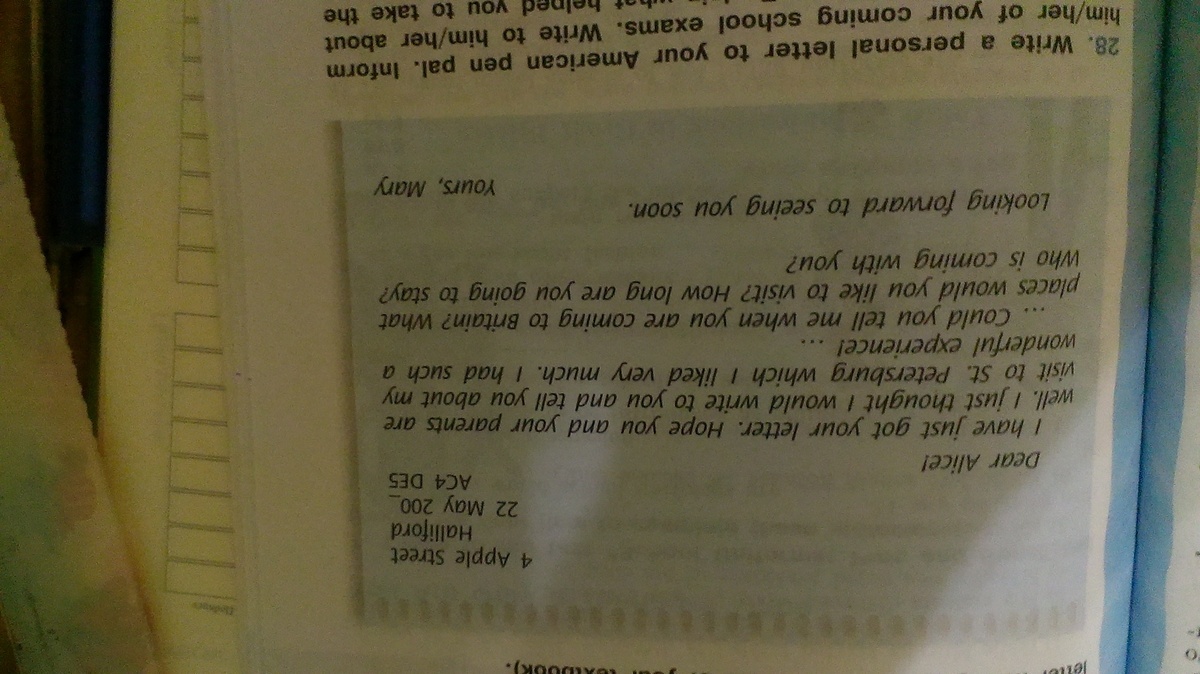 letter your textbook).
4 Apple Street
Halliford
22 May 200_
AC4 DE5
Dear Alice!
I have just got your letter. Hope you and your parents are
well. I just thought I would write to you and tell you about my
visit to St. Petersburg which I liked very much. I had such a
wonderful experience! ...
... Could you tell me when you are coming to Britain? What
places would you like to visit? How long are you going to stay?
Who is coming with you?
Looking forward to seeing you soon.
Yours, Mary
28. Write a personal letter to your American pen pal. Inform
him/her of your coming school exams. Write to him/her about
what helped you to take the